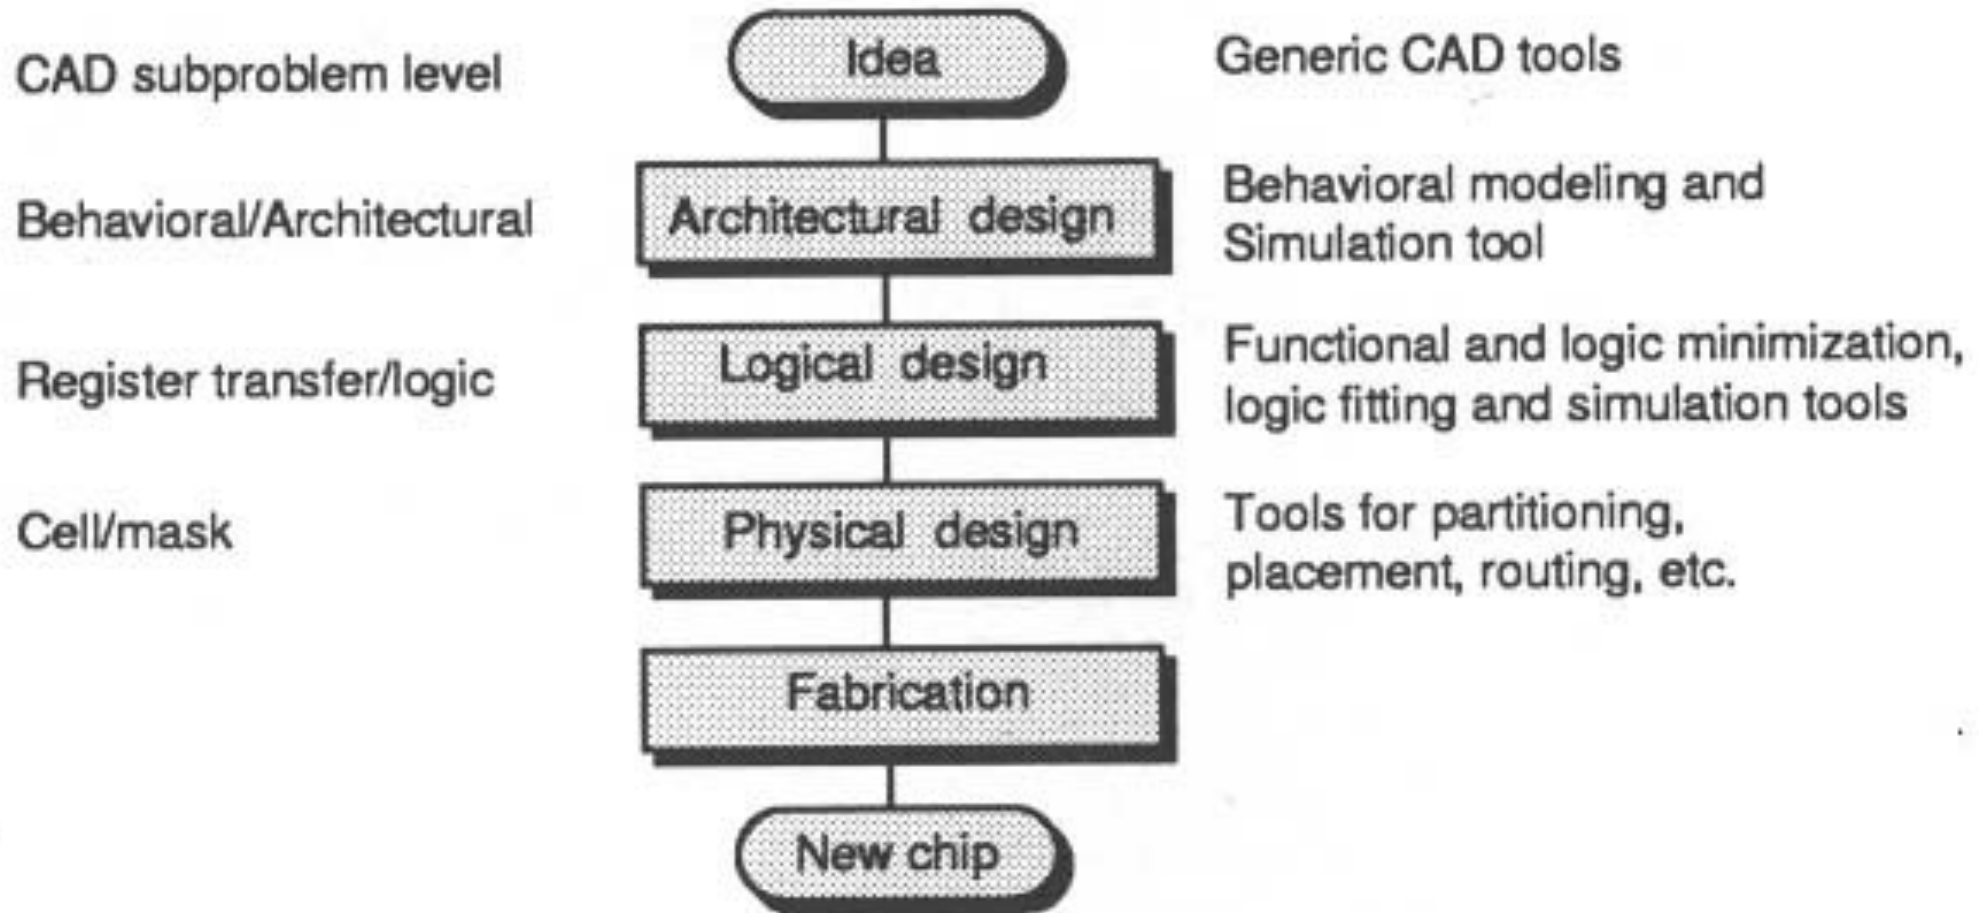 CAD subproblem level
Idea
Generic CAD tools
Behavioral/Architectural
Architectural design
Behavioral modeling and
Simulation tool
Register transfer/logic
Logical design
Functional and logic minimization,
logic fitting and simulation tools
Cell/mask
Physical design
Tools for partitioning,
placement, routing, etc.
Fabrication
New chip